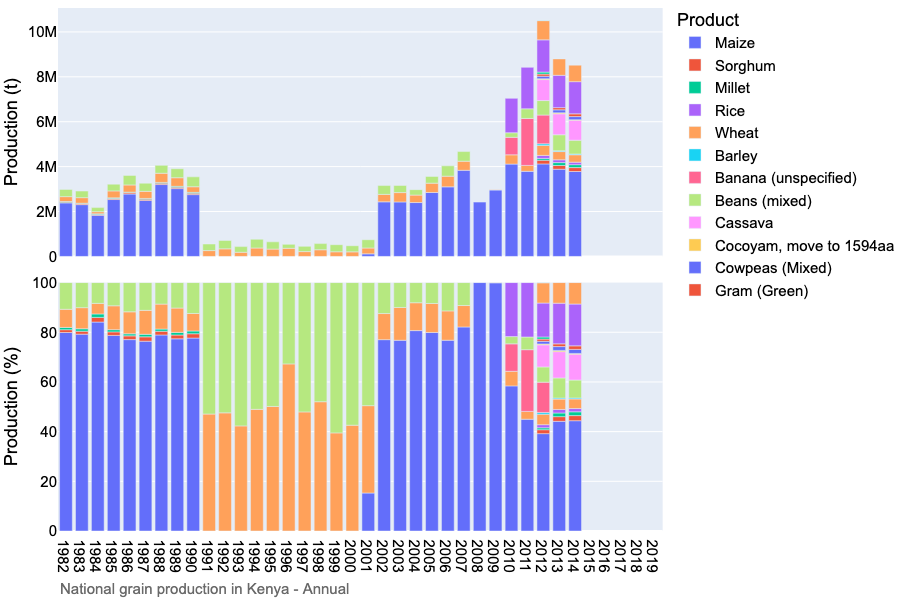 Product
Maize
Sorghum
Millet
Rice
Wheat
Barley
Banana (unspecified)
Beans (mixed)
Cassava
Cocoyam, move to 1594aa
Cowpeas (Mixed)
Gram (Green)
Production (t)
10M
8M
6M
4M
2M
0
Production (%)
100
80
60
40
20
0
1982
1983
1984
1985
1986
1987
1988
1989
1990
1991
1992
1993
1994
1995
1996
1997
1998
1999
2000
2001
2002
2003
2004
2005
2006
2007
2008
2009
2010
2011
2012
2013
2014
2015
2016
2017
2018
2019
National grain production in Kenya - Annual